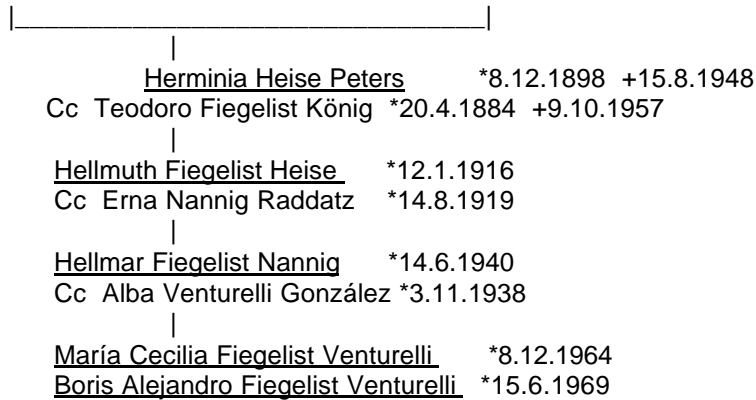 Herminia Heise Peters *8.12.1898 +15.8.1948
Cc Teodoro Fiegelist König *20.4.1884 +9.10.1957
Hellmuth Fiegelist Heise *12.1.1916
Cc Erna Nannig Raddatz *14.8.1919
Hellmar Fiegelist Nannig *14.6.1940
Cc Alba Venturelli González *3.11.1938
María Cecilia Fiegelist Venturelli *8.12.1964
Boris Alejandro Fiegelist Venturelli *15.6.1969